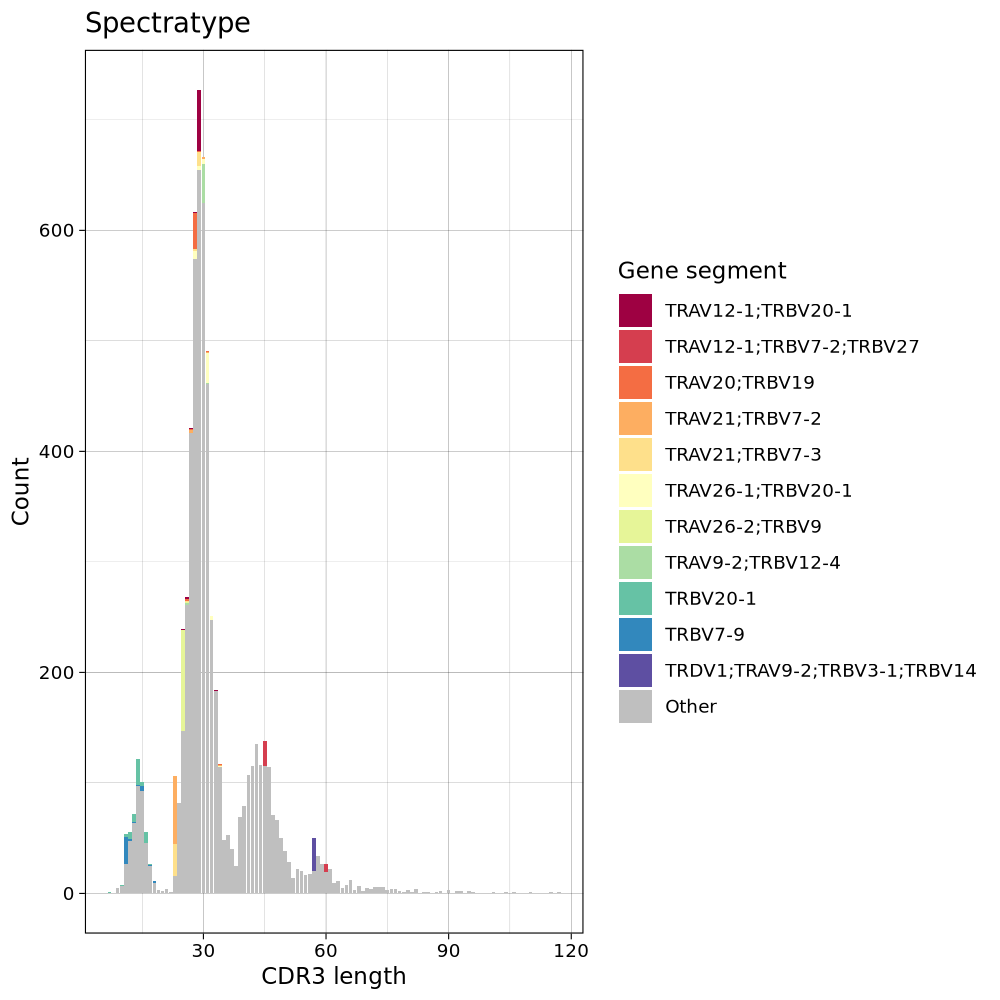 Spectratype
600
400
200
0
Count
30
60
90
120
CDR3 length
Gene segment
TRAV12-1;TRBV20-1
TRAV12-1;TRBV7-2;TRBV27
TRAV20;TRBV19
TRAV21;TRBV7-2
TRAV21;TRBV7-3
TRAV26-1;TRBV20-1
TRAV26-2;TRBV9
TRAV9-2;TRBV12-4
TRBV20-1
TRBV7-9
TRDV1;TRAV9-2;TRBV3-1;TRBV14
Other